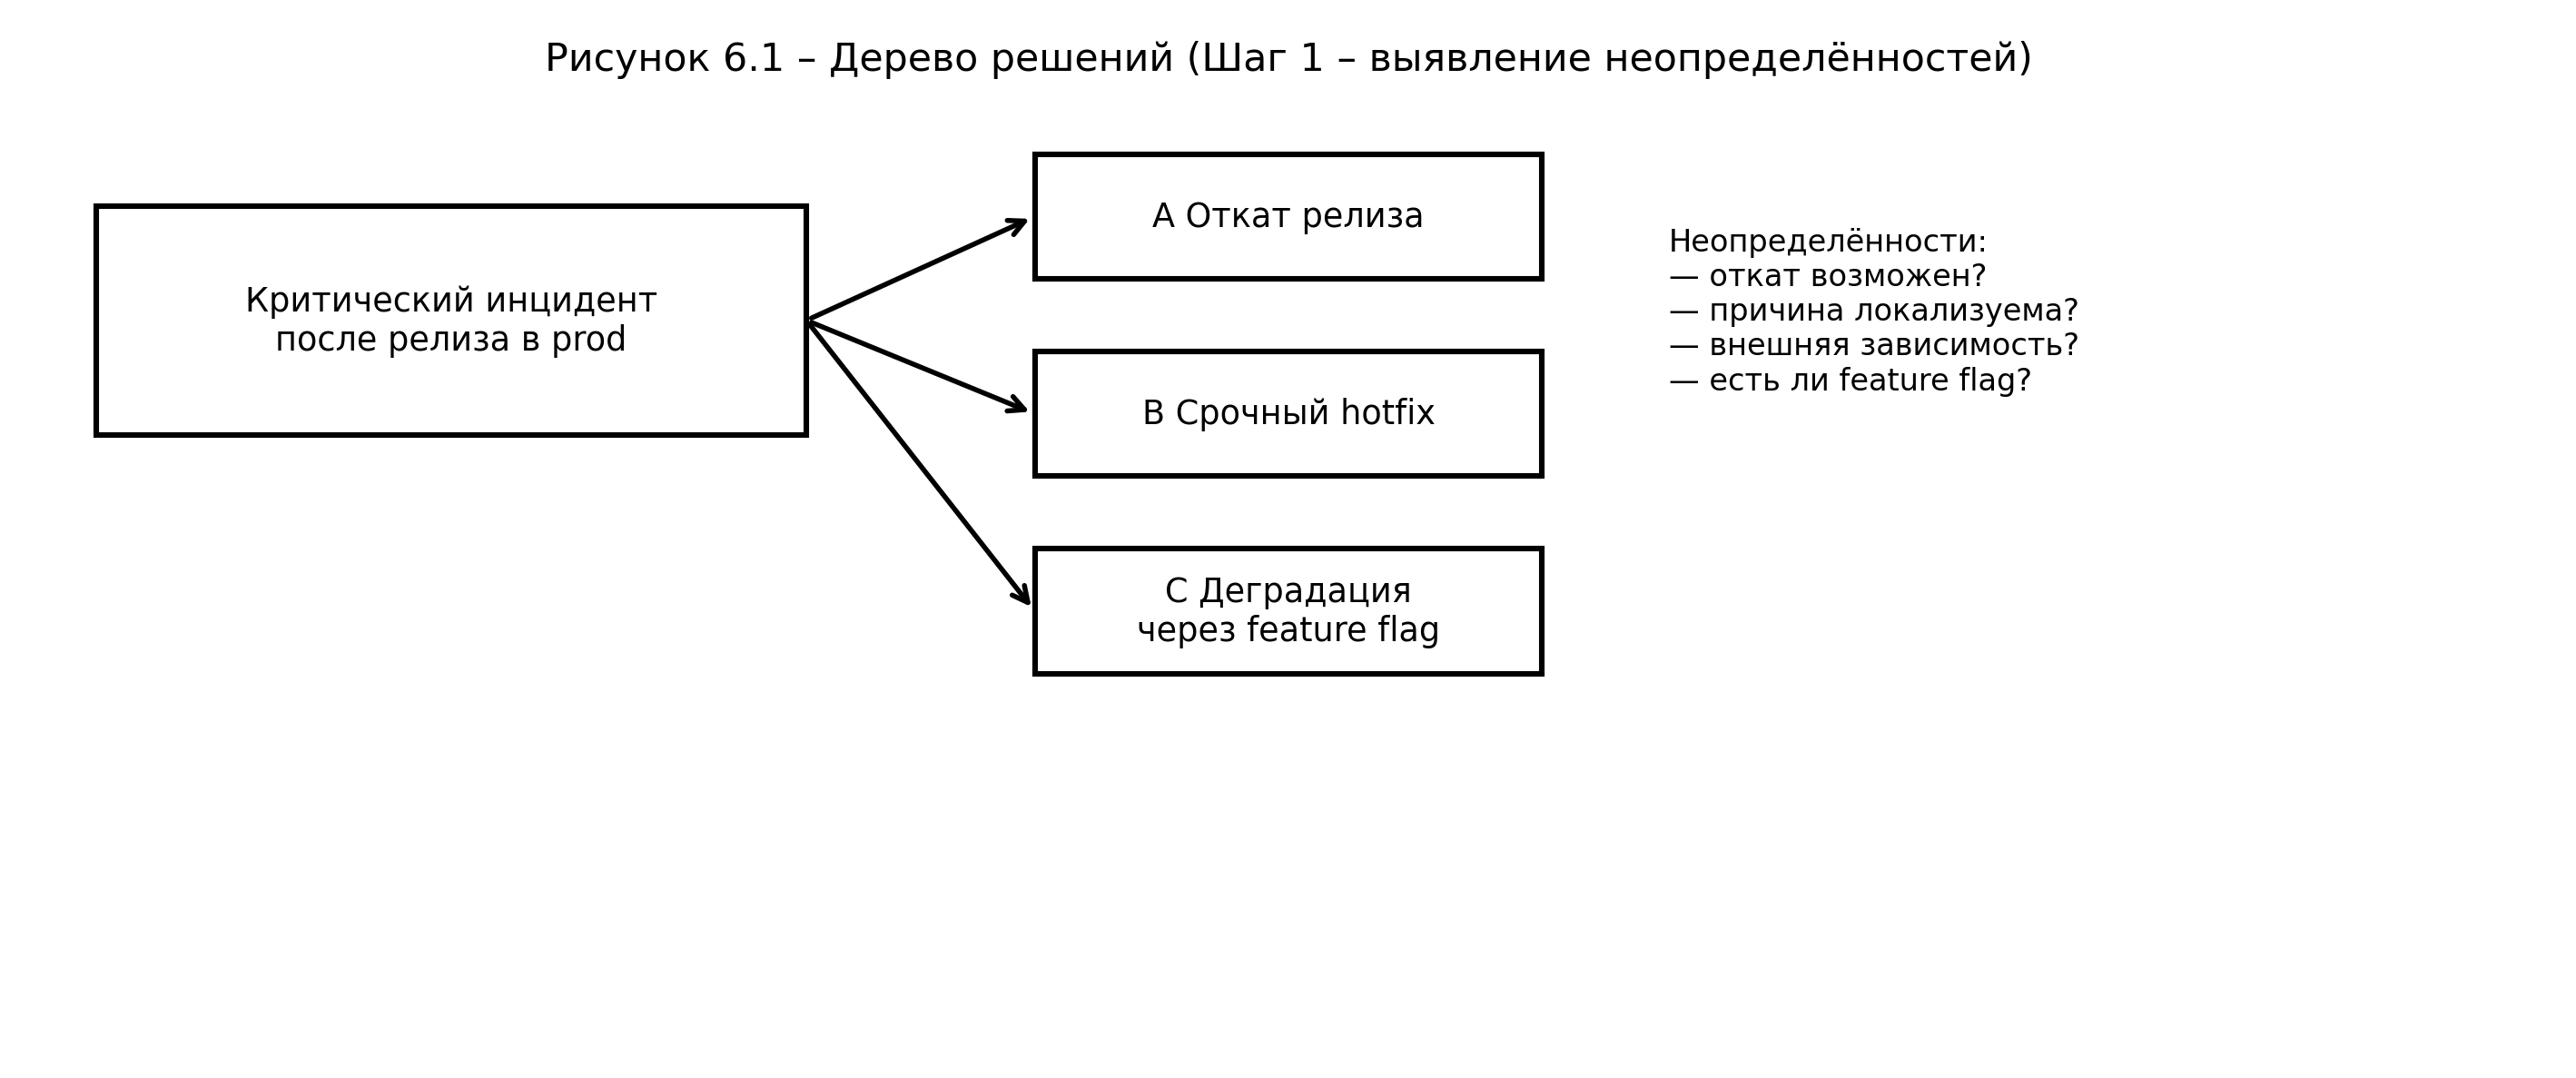 Рисунок 6.1 – Дерево решений (Шаг 1 – выявление неопределённостей)
Критический инцидент
после релиза в prod
A Откат релиза
B Срочный hotfix
C Деградация
через feature flag
Неопределённости:
— откат возможен?
— причина локализуема?
— внешняя зависимость?
— есть ли feature flag?